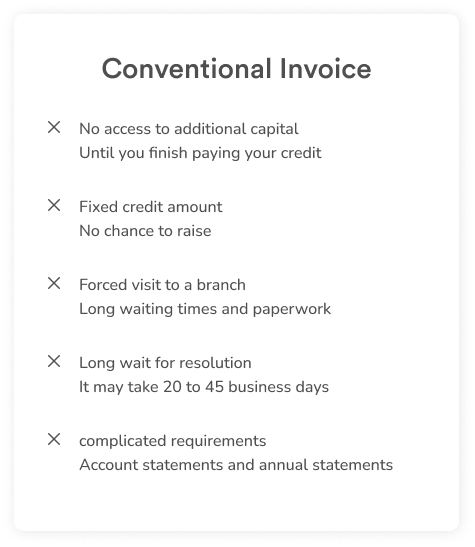 Conventional Invoice
No access to additional capital
Until you finish paying your credit
Fixed credit amount
No chance to raise
Forced visit to a branch
Long waiting times and paperwork
Long wait for resolution
It may take 20 to 45 business days
complicated requirements
Account statements and annual statements